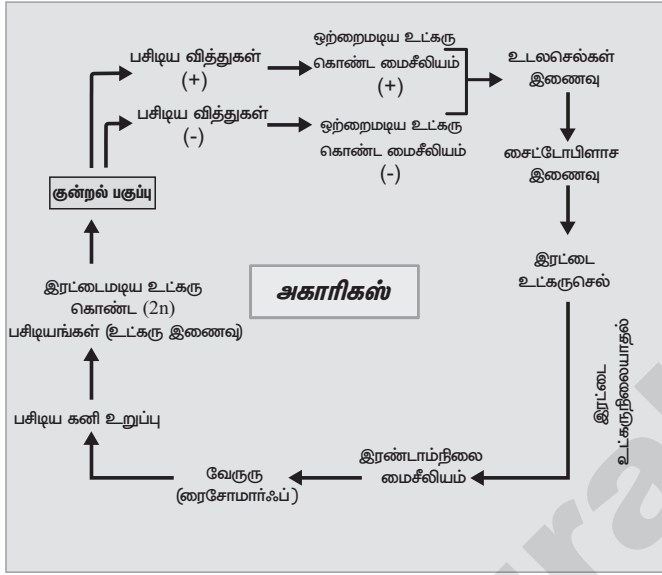 பசிடிய வித்துகள்
(+)
ஒற்றைமடிய உட்கரு
கொண்ட மைசீலியம்
(+)
உடலசெல்கள்
இணைவு
பசிடிய வித்துகள்
(-)
ஒற்றைமடிய உட்கரு
கொண்ட மைசீலியம்
(-)
சைட்டோபிளாச
இணைவு
குன்றல் பகுப்பு
இரட்டை
உட்கருசெல்
இரட்டைமடிய உட்கரு
கொண்ட (2n)
பசிடியங்கள் (உட்கரு இணைவு)
அகாரிகஸ்
இரட்டை
உட்கருநிலையாதல்
பசிடிய கனி உறுப்பு
இரண்டாம்நிலை
மைசீலியம்
வேருரு
(ரைசோமார்ஃப்)